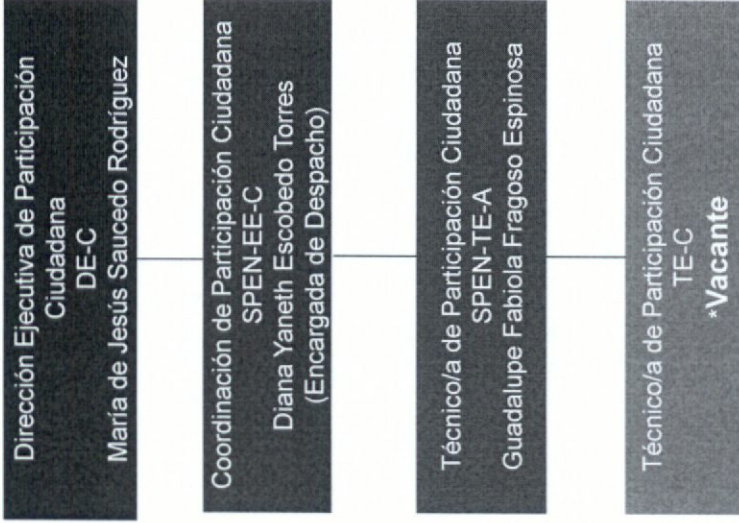 Dirección Ejecutiva de Participación
Ciudadana
DE-C
María de Jesús Saucedo Rodríguez
Coordinación de Participación Ciudadana
SPEN-EE-C
Diana Yaneth Escobedo Torres
(Encargada de Despacho)
Técnico/a de Participación Ciudadana
SPEN-TE-A
Guadalupe Fabiola Fragoso Espinosa
Técnico/a de Participación Ciudadana
TE-C
*Vacante